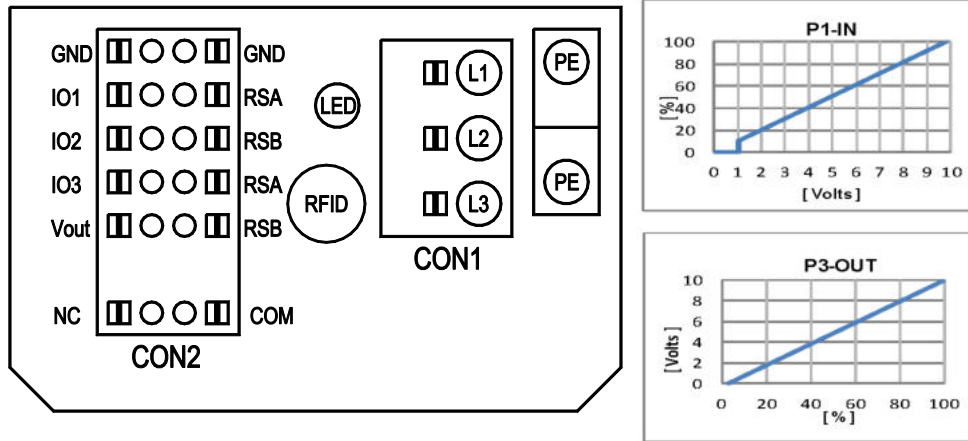 GND GND
IO1 RSA
IO2 RSB
IO3 RSA
Vout RSB
NC COM
CON2
LED
RFID
L1
L2
L3
CON1
PE
PE
P1-IN
[%]
100
80
60
40
20
0
0 1 2 3 4 5 6 7 8 9 10
[Volts]
P3-OUT
[Volts]
10
8
6
4
2
0
0 20 40 60 80 100
[%]